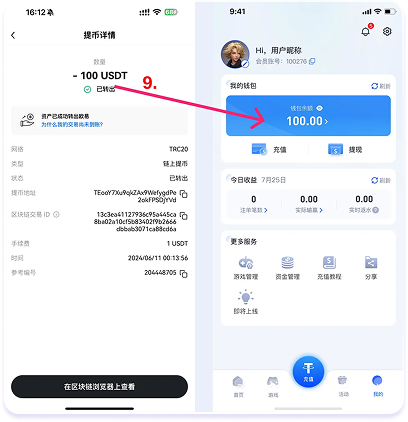 16:12
提币详情
数量
- 100 USDT
已转出
9.
资产已成功转出欧易
为什么我的交易尚未到账?
网络 TRC20
类型 链上提币
状态 已转出
提币地址 TEooY7Xu9qkZAx9WefygdPe
2okFPSDjYVd
区块链交易 ID 13c3ea41127936c95a445ca
8ba02a10cf5b83402f9b2666
dbbab3071ca88cd6a
手续费 1 USDT
时间 2024/06/11 00:13:56
参考编号 204448705
在区块链浏览器上查看
9:41
5
Hi，用户昵称
会员账号：100276
我的钱包 刷新
钱包余额
100.00
充值 提现
今日收益 7月25日 刷新
0 0.00 0.00
注单笔数 实际输赢 实时返水
更多服务
游戏管理 资金管理 充值教程 分享
即将上线
首页 游戏 充值 活动 我的